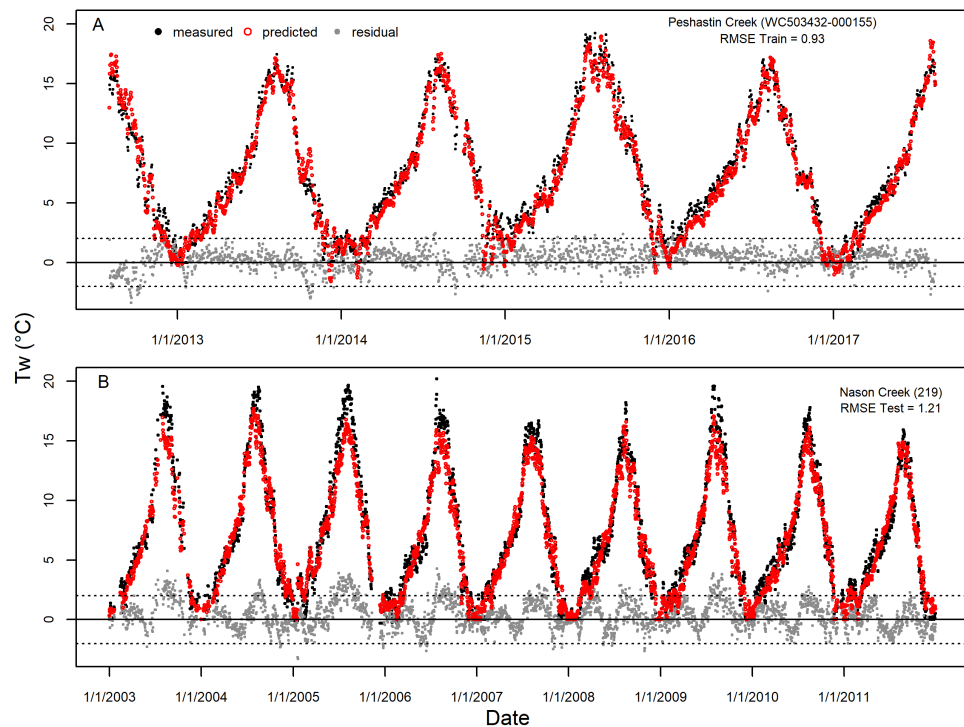 A
measured predicted residual
Peshastin Creek (WC503432-000155)
RMSE Train = 0.93
20
15
10
5
0
1/1/2013 1/1/2014 1/1/2015 1/1/2016 1/1/2017
Tw (°C)
B
Nason Creek (219)
RMSE Test = 1.21
20
15
10
5
0
1/1/2003 1/1/2004 1/1/2005 1/1/2006 1/1/2007 1/1/2008 1/1/2009 1/1/2010 1/1/2011
Date